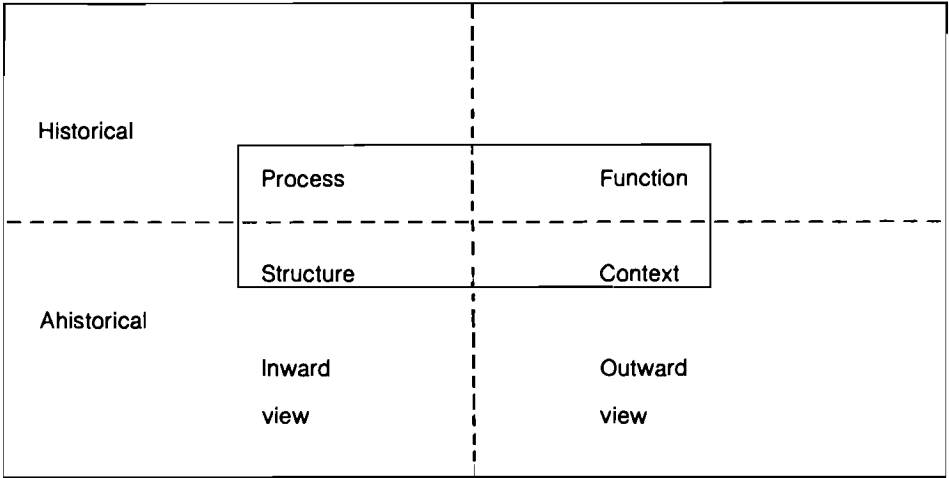 Historical
Process
Function
Structure
Context
Ahistorical
Inward
view
Outward
view